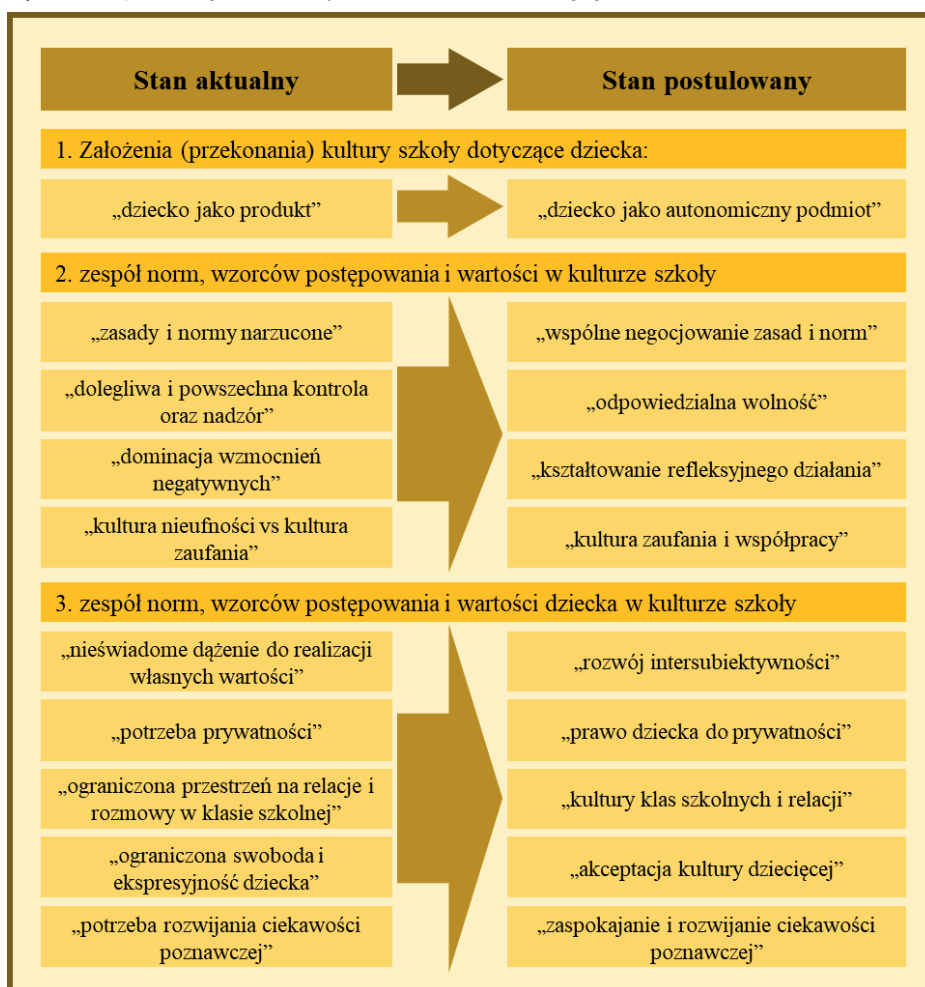 Stan aktualny
Stan postulowany
1. Założenia (przekonania) kultury szkoły dotyczące dziecka:
„dziecko jako produkt”
„dziecko jako autonomiczny podmiot”
2. zespół norm, wzorców postępowania i wartości w kulturze szkoły
„zasady i normy narzucone”
„wspólne negocjowanie zasad i norm”
„dolegliwa i powszechna kontrola
oraz nadzór”
„odpowiedzialna wolność”
„dominacja wzmocnień
negatywnych”
„kształtowanie refleksyjnego działania”
„kultura nieufności vs kultura
zaufania”
„kultura zaufania i współpracy”
3. zespół norm, wzorców postępowania i wartości dziecka w kulturze szkoły
„nieświadome dążenie do realizacji
własnych wartości”
„rozwój intersubiektywności”
„potrzeba prywatności”
„prawo dziecka do prywatności”
„ograniczona przestrzeń na relacje i
rozmowy w klasie szkolnej”
„kultury klas szkolnych i relacji”
„ograniczona swoboda i
ekspresyjność dziecka”
„akceptacja kultury dziecięcej”
„potrzeba rozwijania ciekawości
poznawczej”
„zaspokajanie i rozwijanie ciekawości
poznawczej”